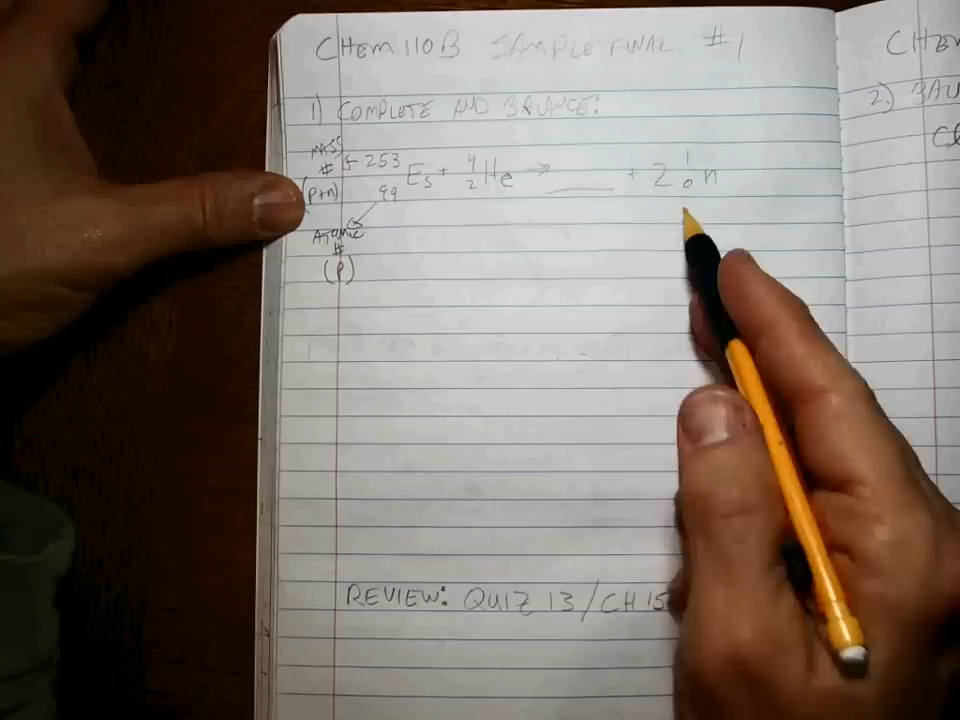 CHEM 110B SAMPLE FINAL #1
1) COMPLETE AND BALANCE:
MASS # (P+N) 253 99 Es + 4 2 He → ____ + 2 1 0 n
ATOMIC # (P)
REVIEW: QUIZ 13/CH 15
CHEM
2.) BAL